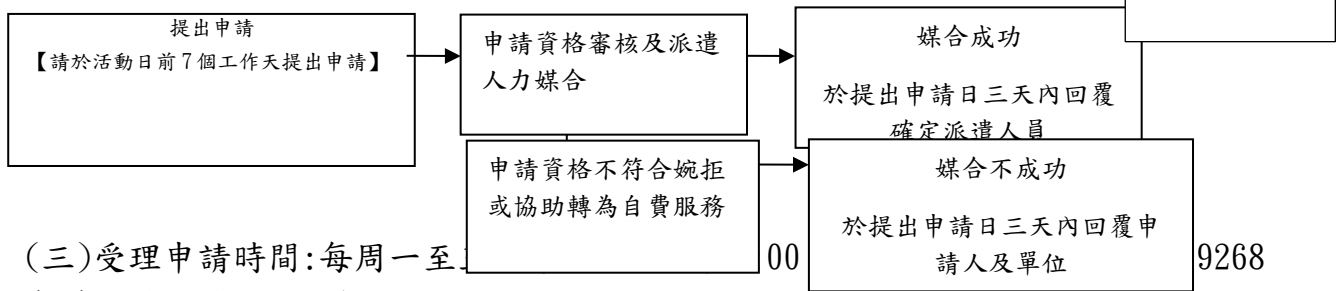 提出申請
【請於活動日前7個工作天提出申請】
申請資格審核及派遣
人力媒合
媒合成功
於提出申請日三天內回覆
確定派遣人員
申請資格不符合婉拒
或協助轉為自費服務
媒合不成功
於提出申請日三天內回覆申
請人及單位
(三)受理申請時間:每周一至 00 9268